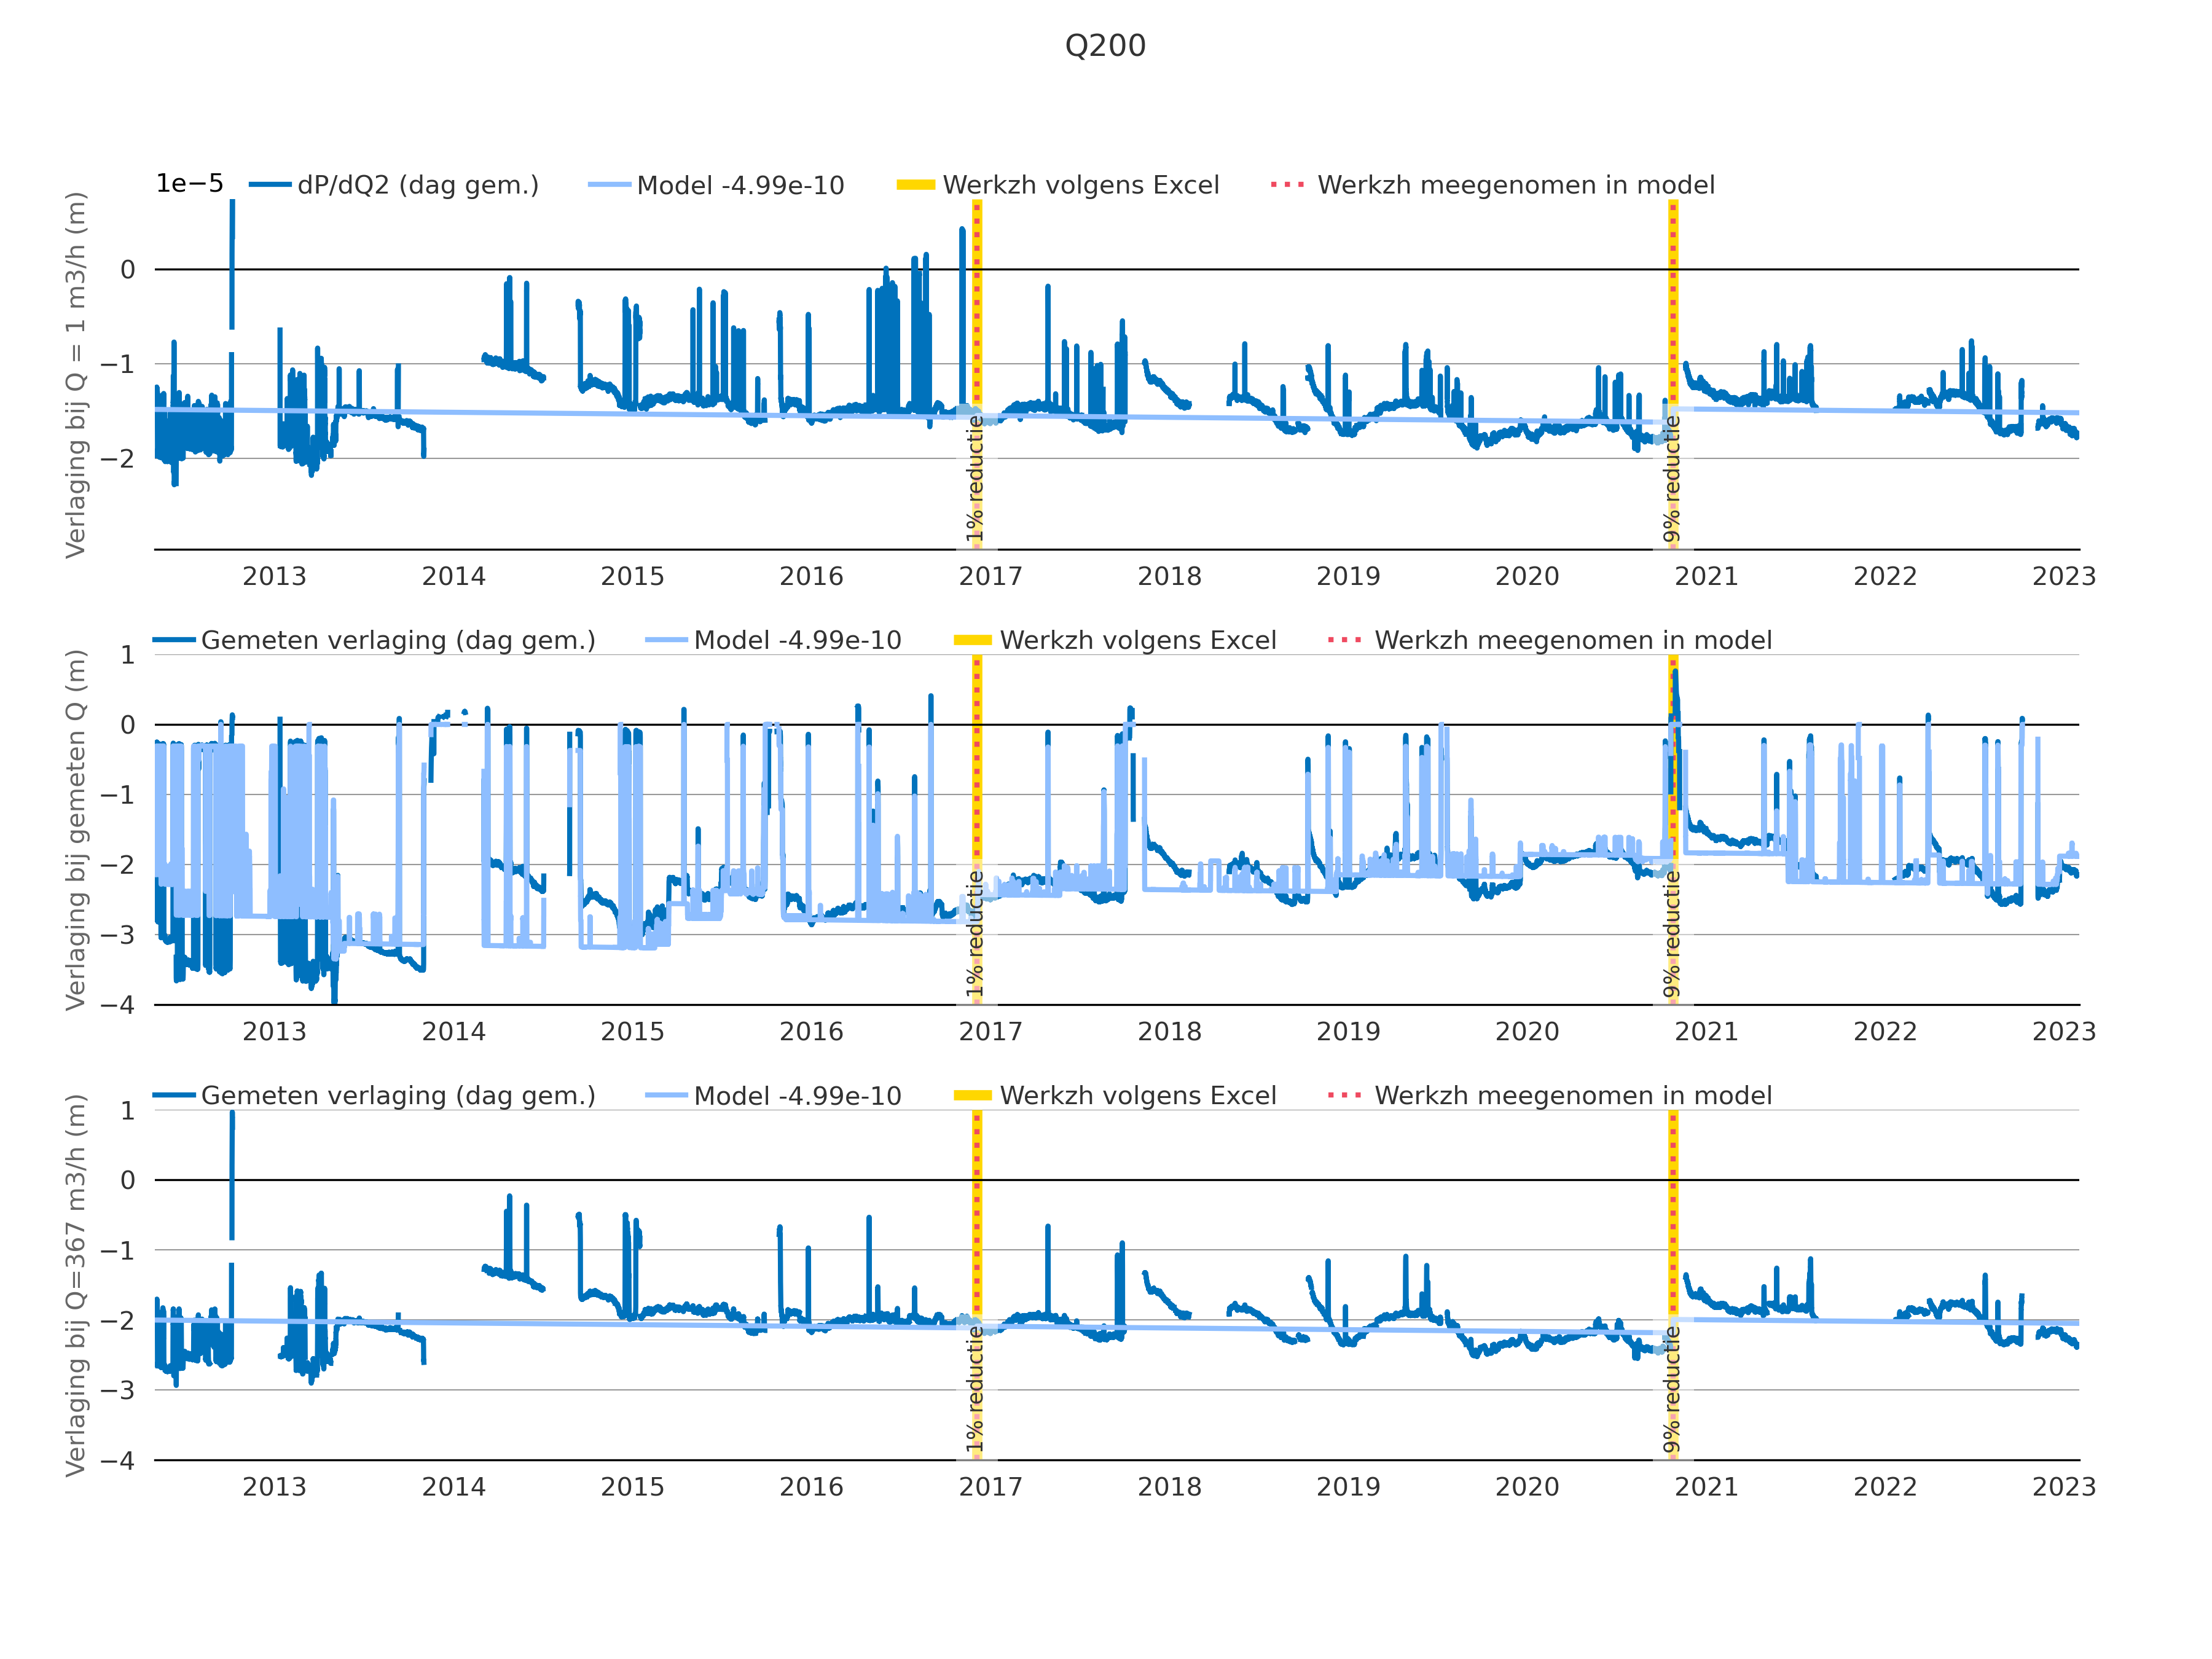 Q200
1e−5
dP/dQ2 (dag gem.) Model -4.99e-10 Werkzh volgens Excel Werkzh meegenomen in model
Verlaging bij Q = 1 m3/h (m)
0
−1
−2
1% reductie
9% reductie
2013 2014 2015 2016 2017 2018 2019 2020 2021 2022 2023
Gemeten verlaging (dag gem.) Model -4.99e-10 Werkzh volgens Excel Werkzh meegenomen in model
Verlaging bij gemeten Q (m)
1
0
−1
−2
−3
−4
1% reductie
9% reductie
2013 2014 2015 2016 2017 2018 2019 2020 2021 2022 2023
Gemeten verlaging (dag gem.) Model -4.99e-10 Werkzh volgens Excel Werkzh meegenomen in model
Verlaging bij Q=367 m3/h (m)
1
0
−1
−2
−3
−4
1% reductie
9% reductie
2013 2014 2015 2016 2017 2018 2019 2020 2021 2022 2023